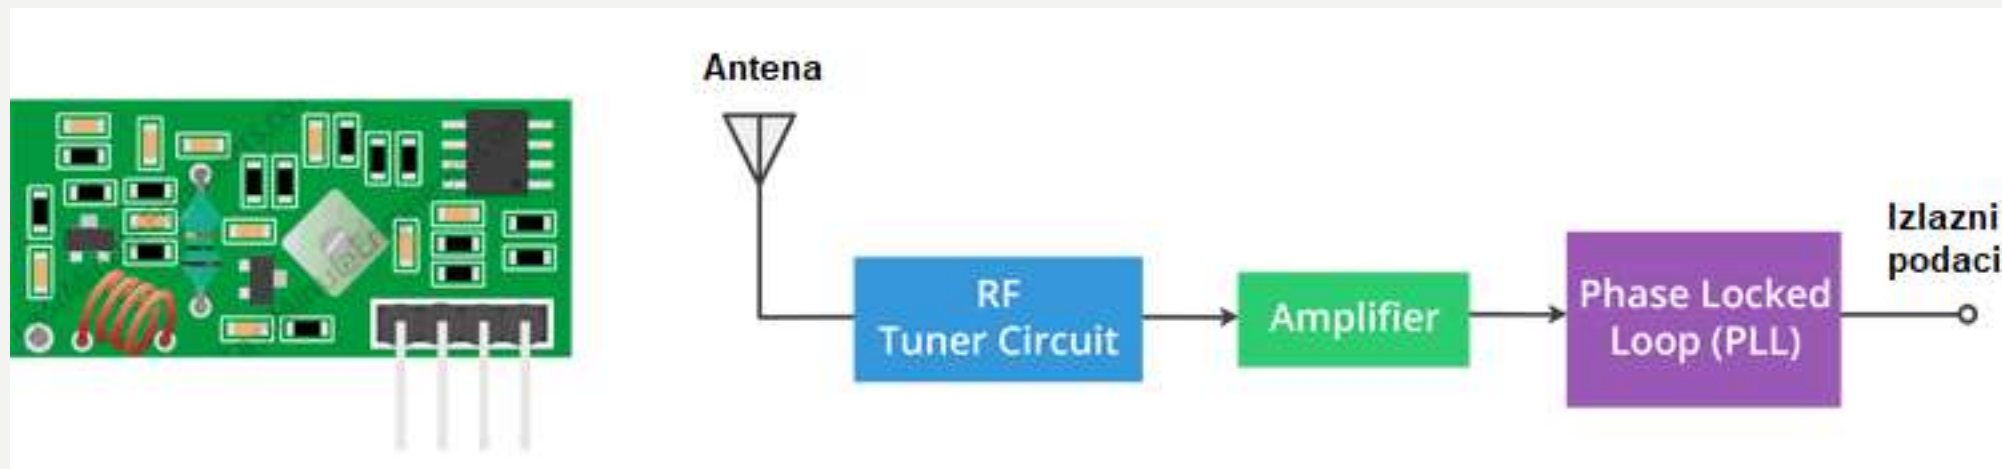 Antena
RF
Tuner Circuit
Amplifier
Phase Locked
Loop (PLL)
Izlazni
podaci